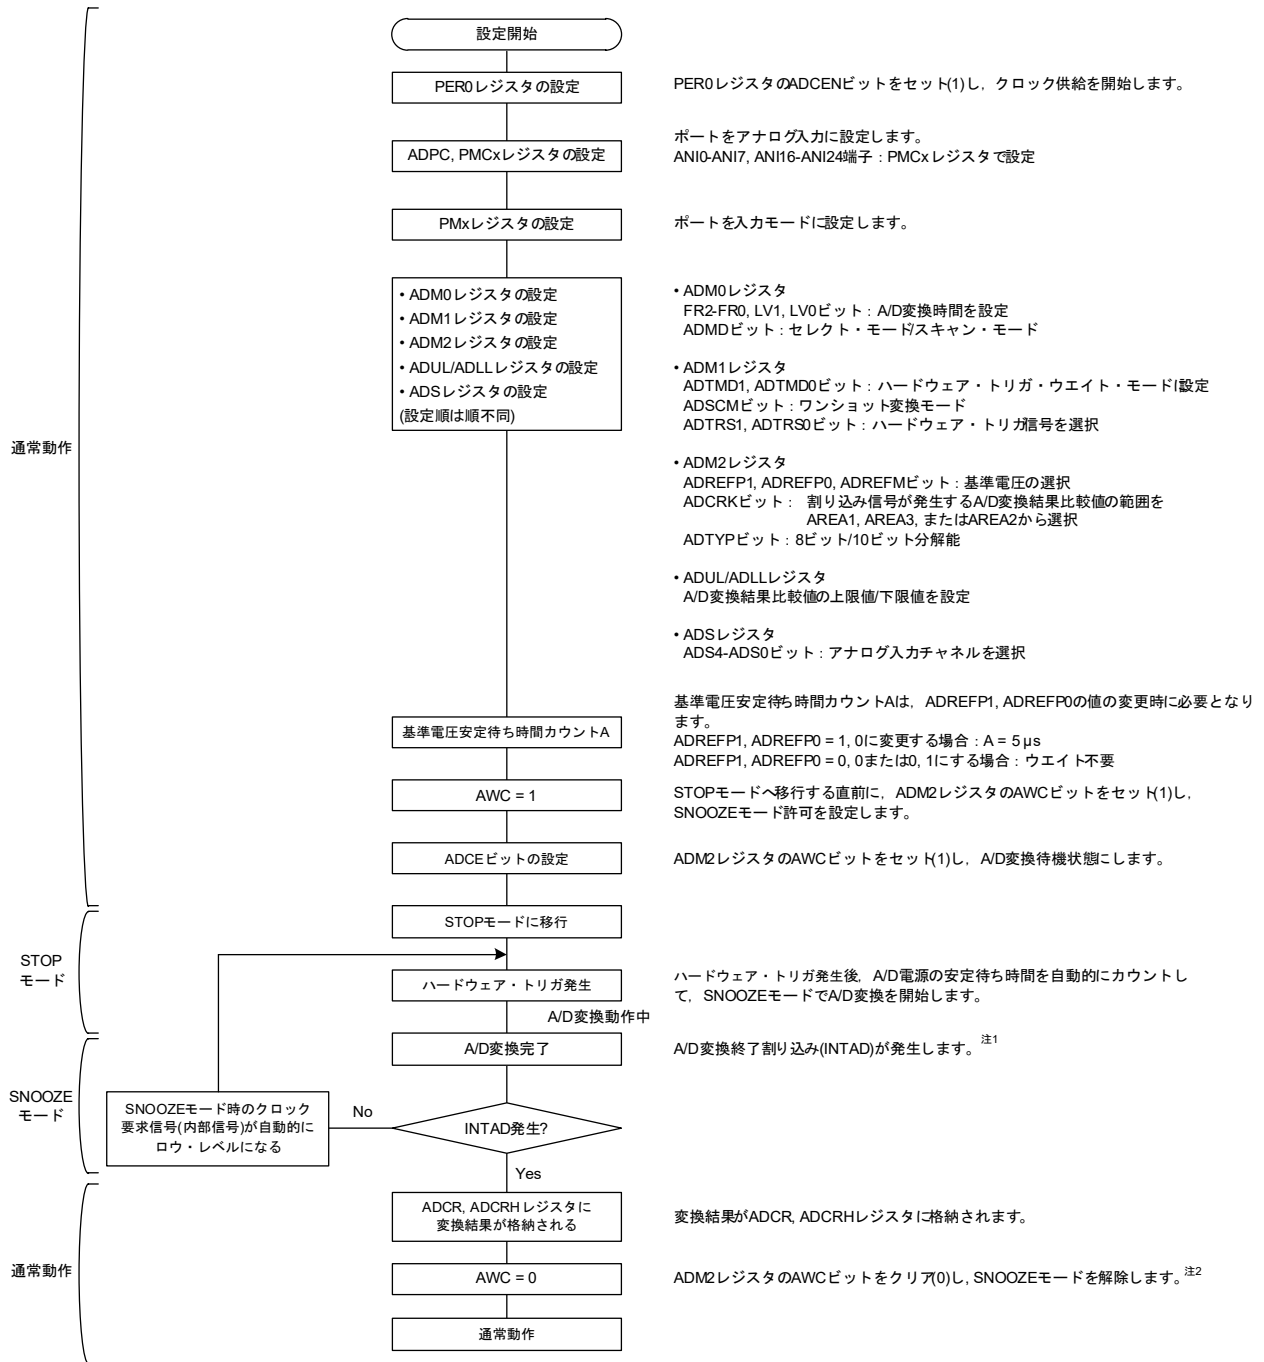 設定開始
PER0レジスタの設定
PER0レジスタのADCENビットをセット(1)し，クロック供給を開始します。
ADPC, PMCxレジスタの設定
ポートをアナログ入力に設定します。
ANI0-ANI7, ANI16-ANI24端子：PMCxレジスタで設定
PMxレジスタの設定
ポートを入力モードに設定します。
• ADM0レジスタの設定
• ADM1レジスタの設定
• ADM2レジスタの設定
• ADUL/ADLLレジスタの設定
• ADSレジスタの設定
(設定順は順不同)
• ADM0レジスタ
FR2-FR0, LV1, LV0ビット：A/D変換時間を設定
ADMDビット：セレクト・モード/スキャン・モード
• ADM1レジスタ
ADTMD1, ADTMD0ビット：ハードウェア・トリガ・ウエイト・モードに設定
ADSCMビット：ワンショット変換モード
ADTRS1, ADTRS0ビット：ハードウェア・トリガ信号を選択
• ADM2レジスタ
ADREFP1, ADREFP0, ADREFMビット：基準電圧の選択
ADCRKビット： 割り込み信号が発生するA/D変換結果比較値の範囲を
AREA1, AREA3, またはAREA2から選択
ADTYPビット：8ビット/10ビット分解能
• ADUL/ADLLレジスタ
A/D変換結果比較値の上限値/下限値を設定
• ADSレジスタ
ADS4-ADS0ビット：アナログ入力チャネルを選択
通常動作
基準電圧安定待ち時間カウントA
基準電圧安定待ち時間カウントAは，ADREFP1, ADREFP0の値の変更時に必要となり
ます。
ADREFP1, ADREFP0 = 1, 0に変更する場合：A = 5 µs
ADREFP1, ADREFP0 = 0, 0または0, 1にする場合：ウエイト不要
AWC = 1
STOPモードへ移行する直前に，ADM2レジスタのAWCビットをセット(1)し，
SNOOZEモード許可を設定します。
ADCEビットの設定
ADM2レジスタのAWCビットをセット(1)し，A/D変換待機状態にします。
STOPモードに移行
STOP
モード
ハードウェア・トリガ発生
ハードウェア・トリガ発生後，A/D電源の安定待ち時間を自動的にカウントし
て，SNOOZEモードでA/D変換を開始します。
A/D変換動作中
A/D変換完了
A/D変換終了割り込み(INTAD)が発生します。注1
SNOOZE
モード
SNOOZEモード時のクロック
要求信号(内部信号)が自動的に
ロウ・レベルになる
No
INTAD発生?
Yes
ADCR, ADCRHレジスタに
変換結果が格納される
変換結果がADCR, ADCRHレジスタに格納されます。
通常動作
AWC = 0
ADM2レジスタのAWCビットをクリア(0)し, SNOOZEモードを解除します。注2
通常動作